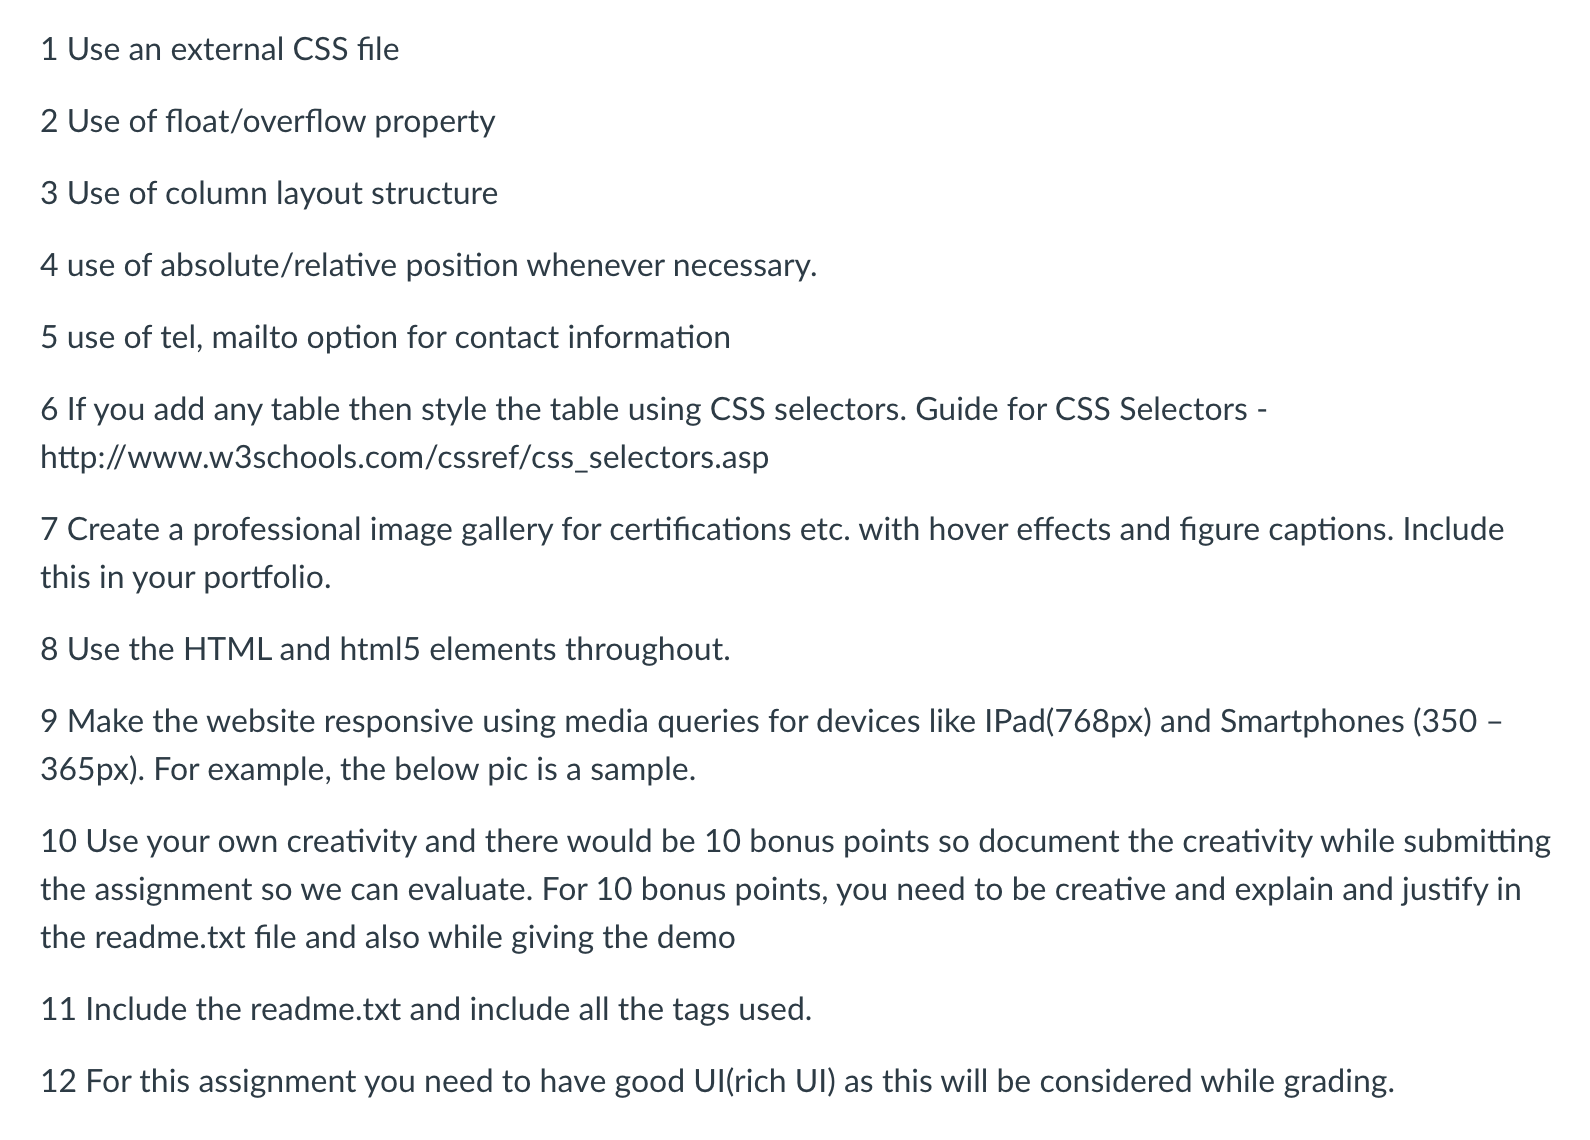 1 Use an external CSS file
2 Use of float/overflow property
3 Use of column layout structure
4 use of absolute/relative position whenever necessary.
5 use of tel, mailto option for contact information
6 If you add any table then style the table using CSS selectors. Guide for CSS Selectors -
http://www.w3schools.com/cssref/css_selectors.asp
7 Create a professional image gallery for certifications etc. with hover effects and figure captions. Include
this in your portfolio.
8 Use the HTML and html5 elements throughout.
9 Make the website responsive using media queries for devices like IPad(768px) and Smartphones (350 –
365px). For example, the below pic is a sample.
10 Use your own creativity and there would be 10 bonus points so document the creativity while submitting
the assignment so we can evaluate. For 10 bonus points, you need to be creative and explain and justify in
the readme.txt file and also while giving the demo
11 Include the readme.txt and include all the tags used.
12 For this assignment you need to have good UI(rich UI) as this will be considered while grading.